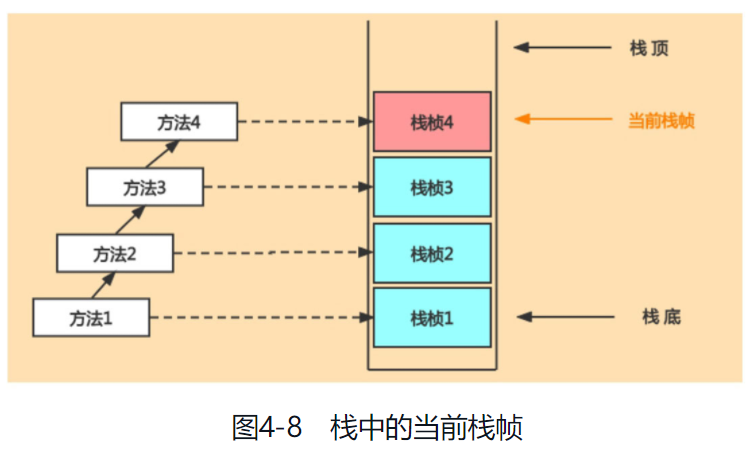 栈 顶
方法4
栈桢4
当前栈帧
方法3
栈桢3
方法2
栈桢2
方法1
栈桢1
栈 底
图4-8 栈中的当前栈帧